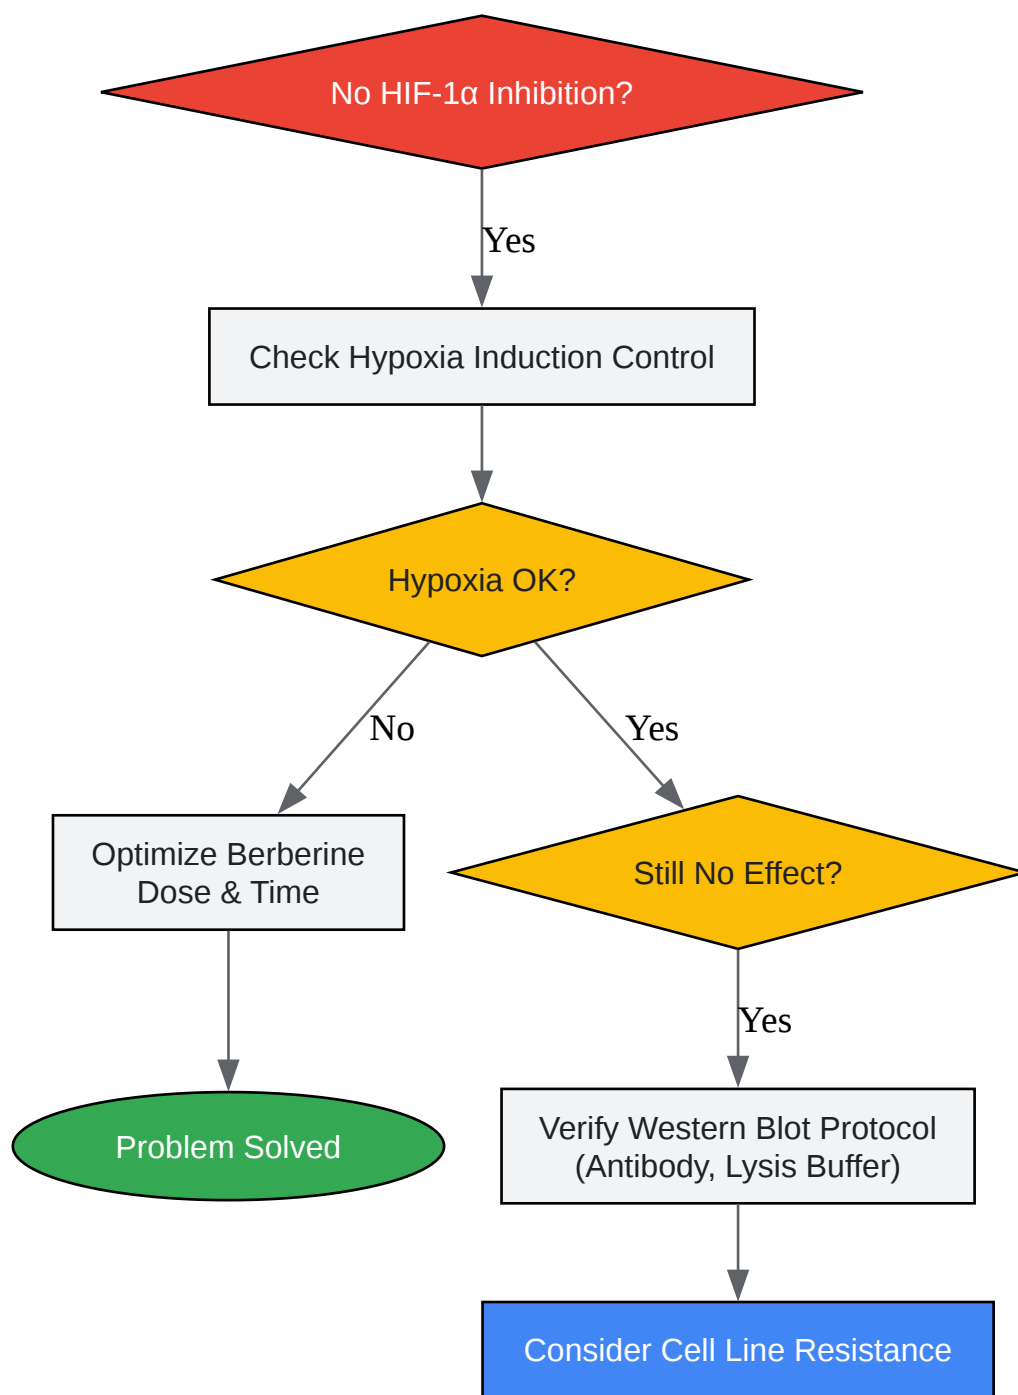 No HIF-1α Inhibition?
Yes
Check Hypoxia Induction Control
Hypoxia OK?
No
Yes
Optimize Berberine
Dose & Time
Still No Effect?
Yes
Problem Solved
Verify Western Blot Protocol
(Antibody, Lysis Buffer)
Consider Cell Line Resistance